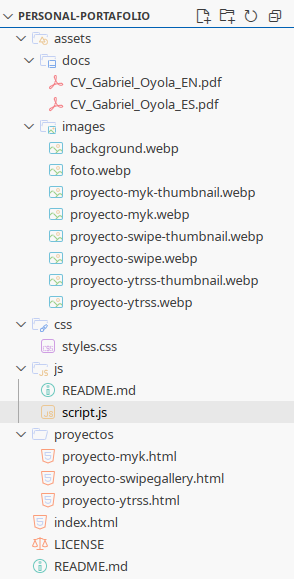 PERSONAL-PORTAFOLIO
assets
docs
CV_Gabriel_Oyola_EN.pdf
CV_Gabriel_Oyola_ES.pdf
images
background.webp
foto.webp
proyecto-myk-thumbnail.webp
proyecto-myk.webp
proyecto-swipe-thumbnail.webp
proyecto-swipe.webp
proyecto-ytrss-thumbnail.webp
proyecto-ytrss.webp
css
styles.css
js
README.md
JS script.js
proyectos
proyecto-myk.html
proyecto-swipegallery.html
proyecto-ytrss.html
index.html
LICENSE
README.md